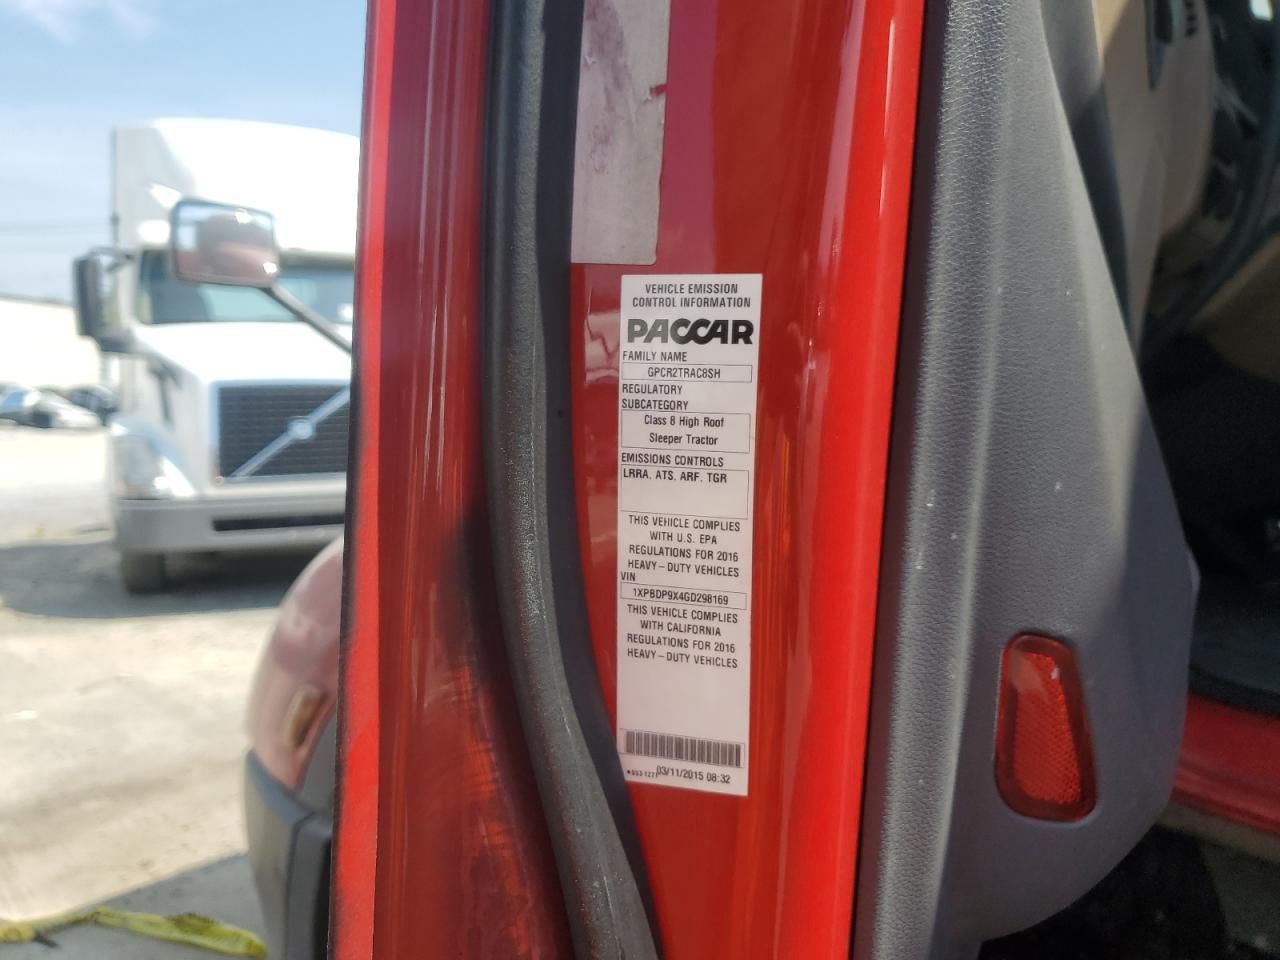 VEHICLE EMISSION
CONTROL INFORMATION
PACCAR
FAMILY NAME
GPCR2TRAC8SH
REGULATORY
SUBCATEGORY
Class 8 High Roof
Sleeper Tractor
EMISSIONS CONTROLS
LRRA, ATS, ARF, TGR
THIS VEHICLE COMPLIES
WITH U.S. EPA
REGULATIONS FOR 2016
HEAVY-DUTY VEHICLES
VIN
1XPBDP9X4GD298169
THIS VEHICLE COMPLIES
WITH CALIFORNIA
REGULATIONS FOR 2016
HEAVY-DUTY VEHICLES
03/11/2015 08:32